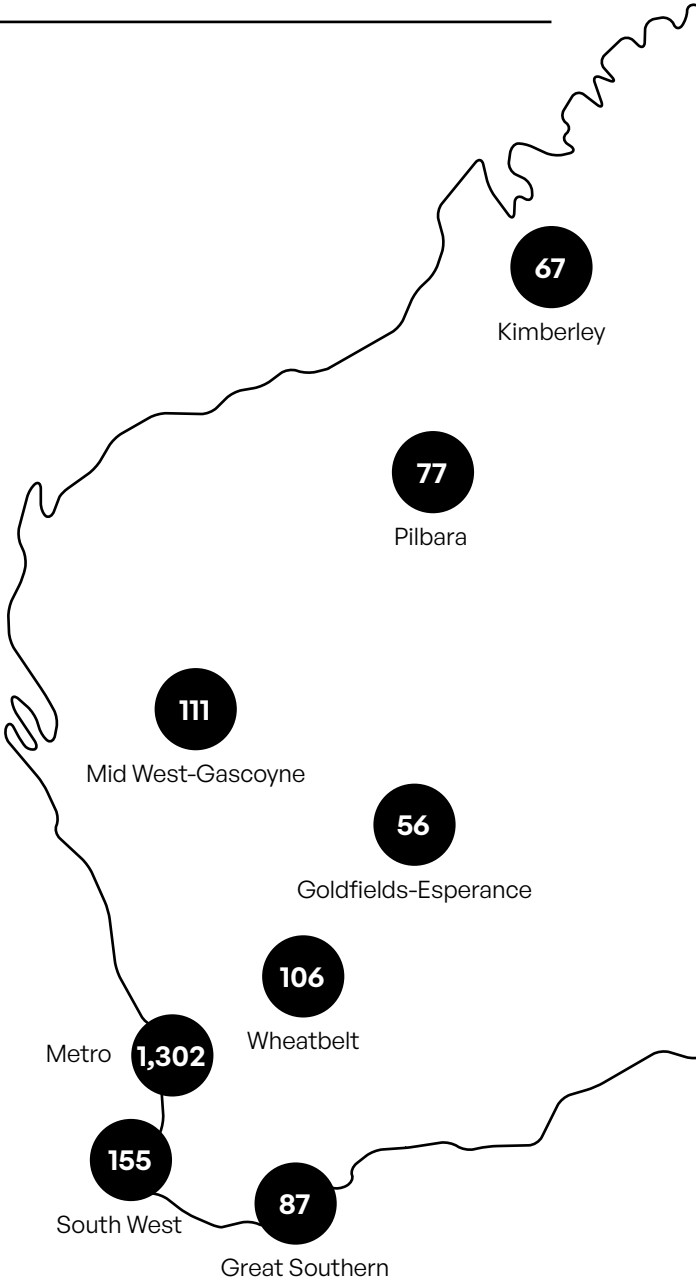 67
Kimberley
77
Pilbara
111
Mid West-Gascoyne
56
Goldfields-Esperance
106
Wheatbelt
Metro
1,302
155
South West
87
Great Southern